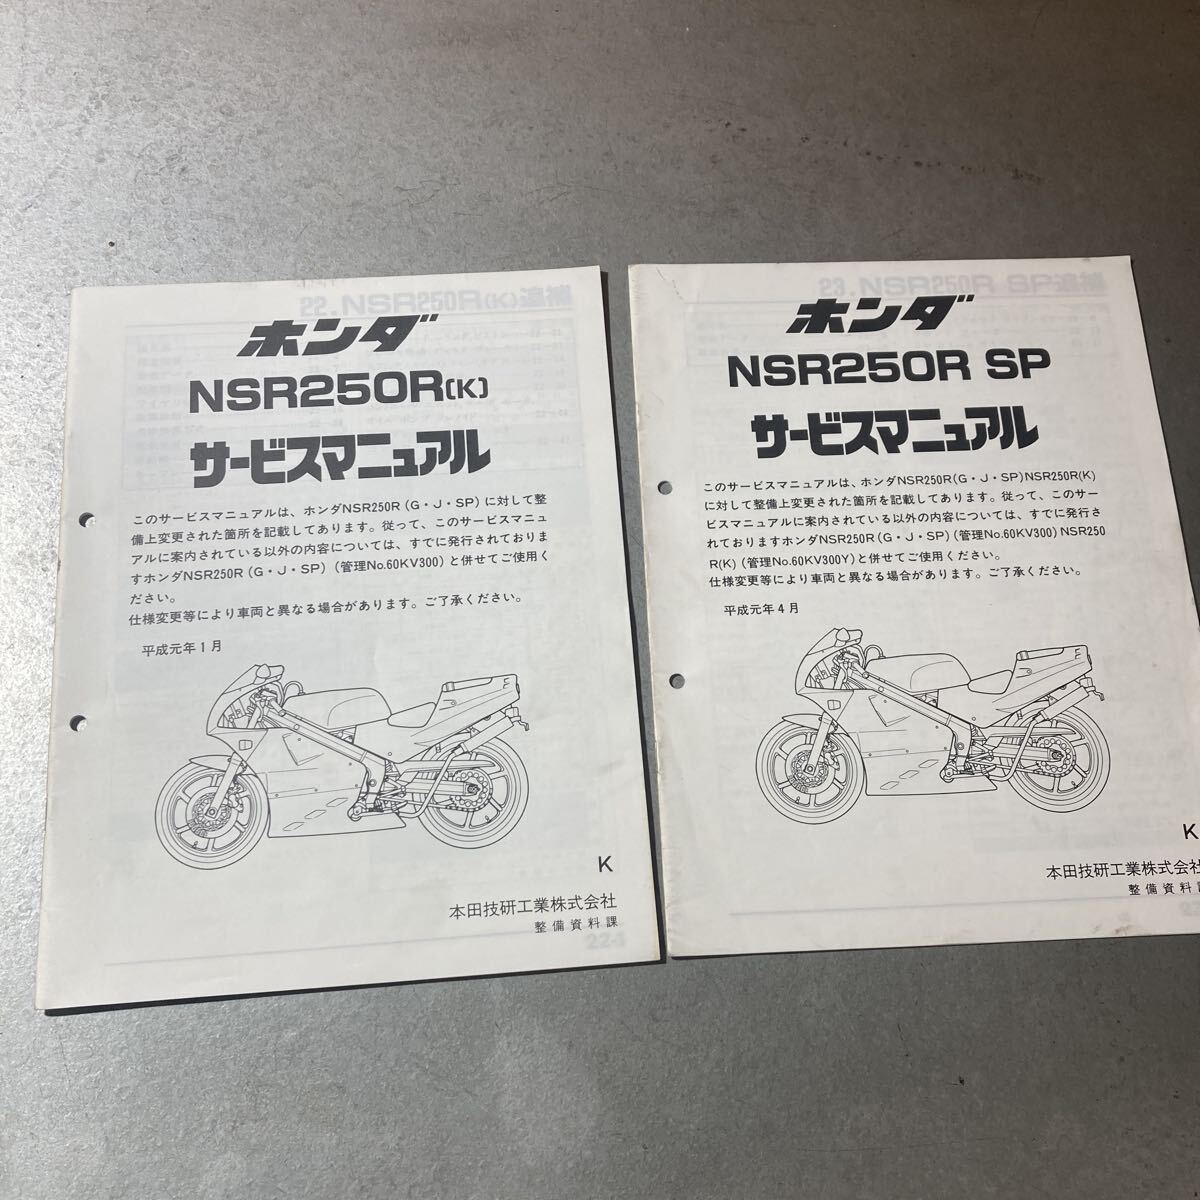 22.NSR250R(K)追補
ホンダ
NSR250R(K)
サービスマニュアル
このサービスマニュアルは、ホンダNSR250R(G・J・SP)に対して整
備上変更された箇所を記載してあります。従って、このサービスマニュ
アルに案内されている以外の内容については、すでに発行されておりま
すホンダNSR250R(G・J・SP)(管理No.60KV300)と併せてご使用く
ださい。
仕様変更等により車両と異なる場合があります。ご了承ください。
平成元年1月
K
本田技研工業株式会社
整備資料課
22-1
23.NSR250R SP追補
ホンダ
NSR250R SP
サービスマニュアル
このサービスマニュアルは、ホンダNSR250R(G・J・SP)NSR250R(K)
に対して整備上変更された箇所を記載してあります。従って、このサー
ビスマニュアルに案内されている以外の内容については、すでに発行さ
れておりますホンダNSR250R(G・J・SP)(管理No.60KV300)NSR250
R(K)(管理No.60KV300Y)と併せてご使用ください。
仕様変更等により車両と異なる場合があります。ご了承ください。
平成元年4月
K
本田技研工業株式会社
整備資料